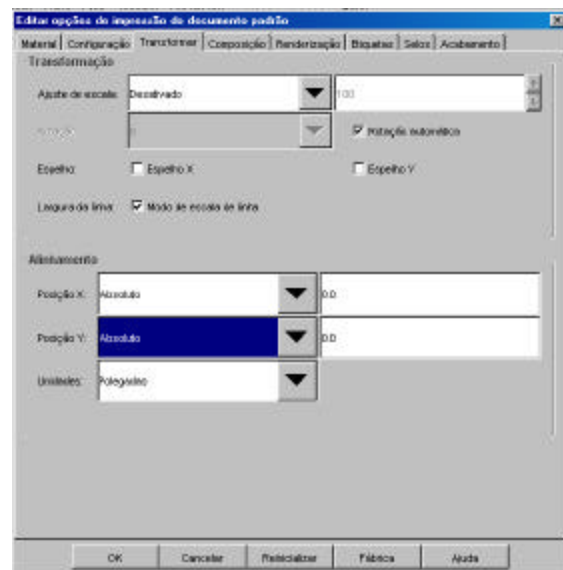 Editar opções de impressão do documento padrão
Material Configuração Transformar Composição Renderização Etiquetas Selos Acabamento
Transformação
Ajuste de escala: Desativado 100
Rotação: 0 Rotação automática
Espelho: Espelho X Espelho Y
Largura da linha: Modo de escala de linha
Alinhamento
Posição X: Absoluto 0.0
Posição Y: Absoluto 0.0
Unidades: Polegadas
OK Cancelar Reinicializar Fábrica Ajuda